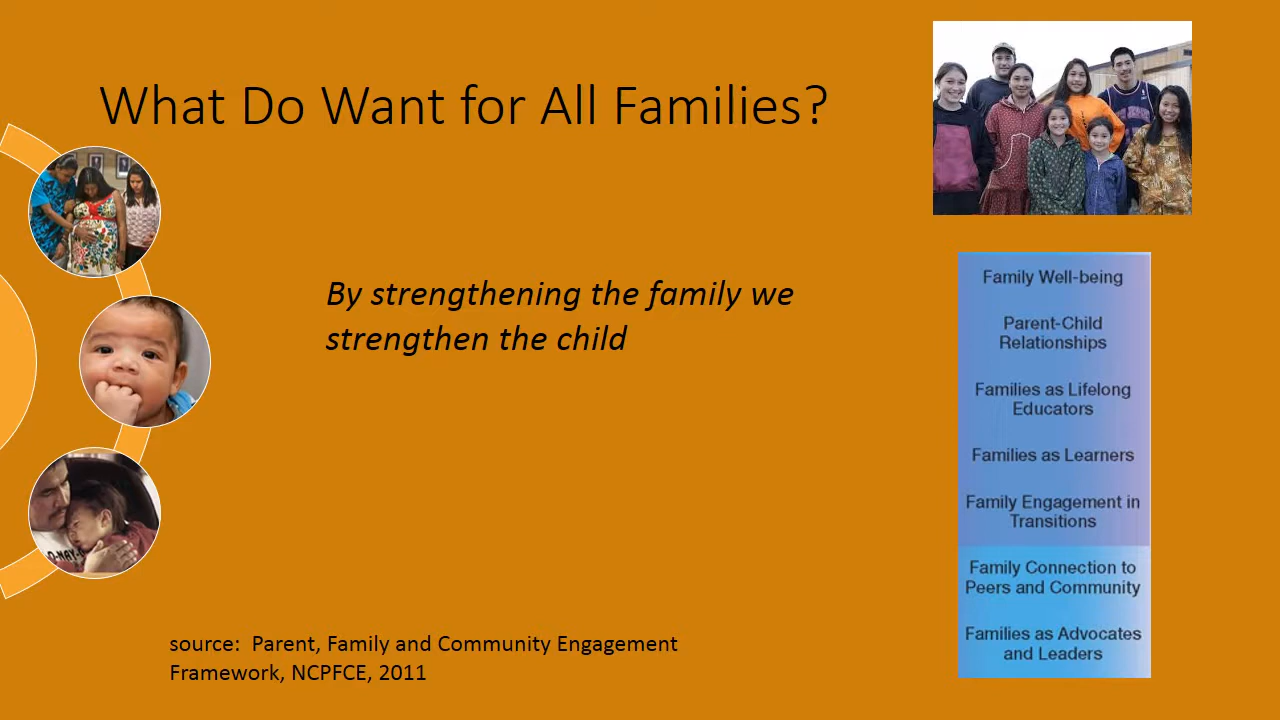 What Do Want for All Families?
By strengthening the family we
strengthen the child
Family Well-being
Parent-Child
Relationships
Families as Lifelong
Educators
Families as Learners
Family Engagement in
Transitions
Family Connection to
Peers and Community
Families as Advocates
and Leaders
source: Parent, Family and Community Engagement
Framework, NCPFCE, 2011